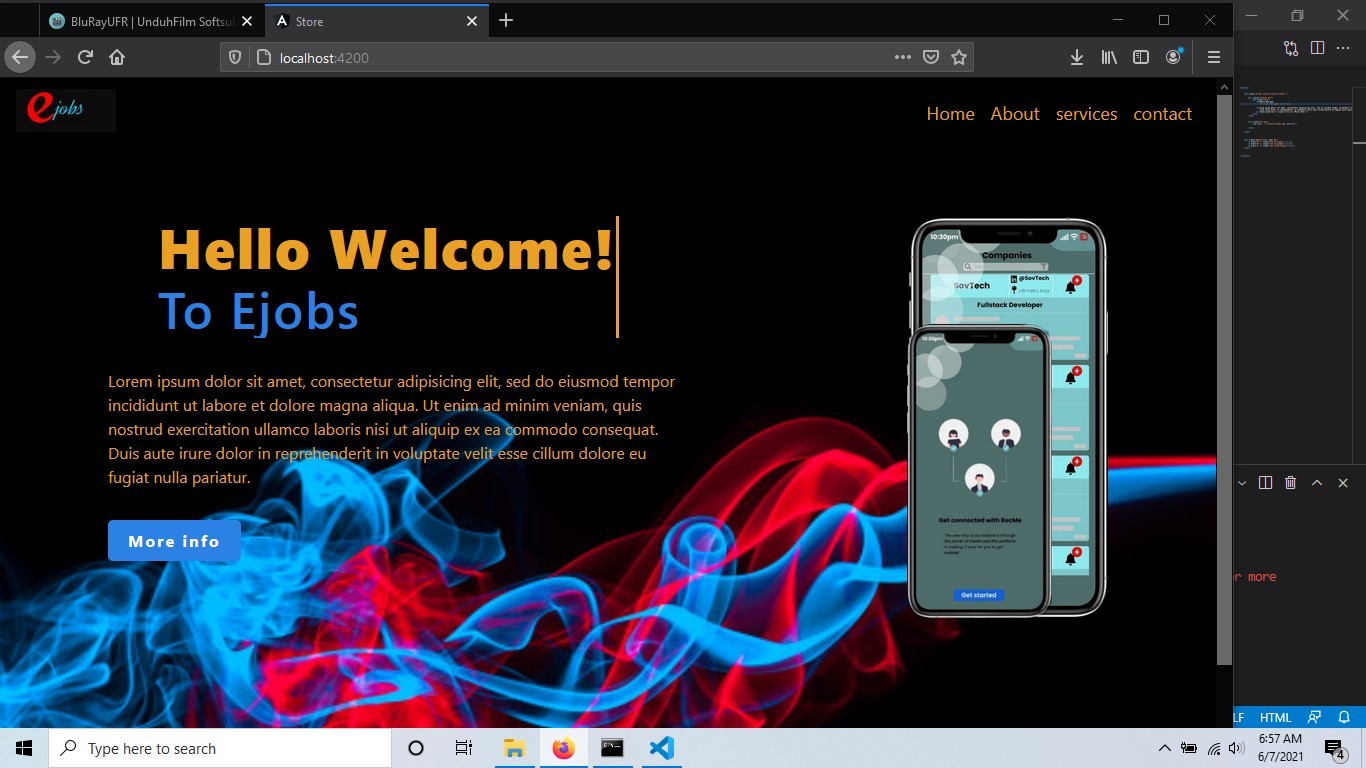 BluRayUFR | UnduhFilm Softsu
Store
localhost:4200
ejobs
Home About services contact
Hello Welcome!
To Ejobs
Lorem ipsum dolor sit amet, consectetur adipisicing elit, sed do eiusmod tempor
incididunt ut labore et dolore magna aliqua. Ut enim ad minim veniam, quis
nostrud exercitation ullamco laboris nisi ut aliquip ex ea commodo consequat.
Duis aute irure dolor in reprehenderit in voluptate velit esse cillum dolore eu
fugiat nulla pariatur.
More info
10:30pm
Companies
SovTech
@SovTech
Fullstack Developer
10:30pm
Get connected with RecMe
Get started
or more
LF HTML
Type here to search
6:57 AM
6/7/2021
4